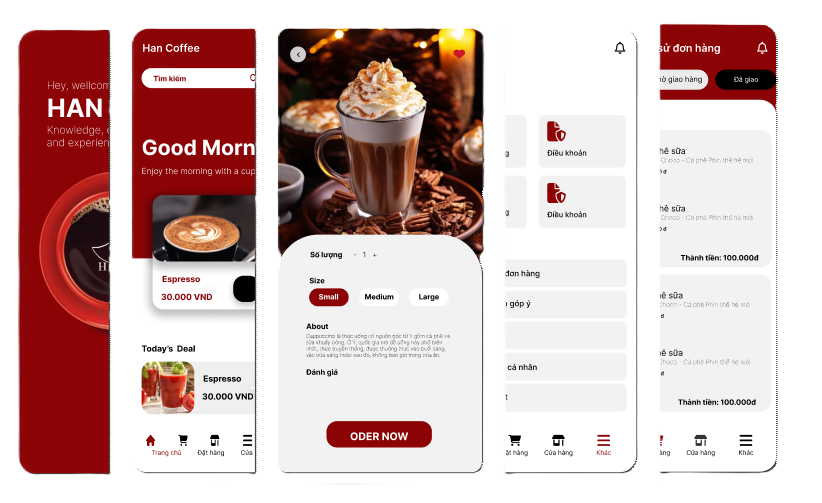 Hey, wellcom
HAN
Knowledge, e
and experien
H
Han Coffee
Tìm kiếm
Good Morn
Enjoy the morning with a cup
Espresso
30.000 VND
Today's Deal
Espresso
30.000 VND
Trang chủ
Đặt hàng
Cửa
Số lượng
- 1 +
Size
Small Medium Large
About
Cappuccino là thức uống có nguồn gốc từ Ý gồm cà phê và
sữa khuấy bông. Ở Ý, quốc gia mê đồ uống này phổ biến
nhất, theo truyền thống, được thưởng thức vào buổi sáng,
vào bữa sáng hoặc sau đó, không bao giờ trong bữa ăn.
Đánh giá
ODER NOW
g
Điều khoản
g
Điều khoản
đơn hàng
góp ý
cá nhân
t
ặt hàng
Cửa hàng
Khác
sử đơn hàng
hờ giao hàng
Đã giao
hê sữa
Choco - Cà phê Phin thế hệ mới
đ
hê sữa
Choco - Cà phê Phin thế hệ mới
đ
Thành tiền: 100.000đ
ê sữa
Choco - Cà phê Phin thế hệ mới
đ
hê sữa
Choco - Cà phê Phin thế hệ mới
đ
Thành tiền: 100.000đ
àng
Cửa hàng
Khác